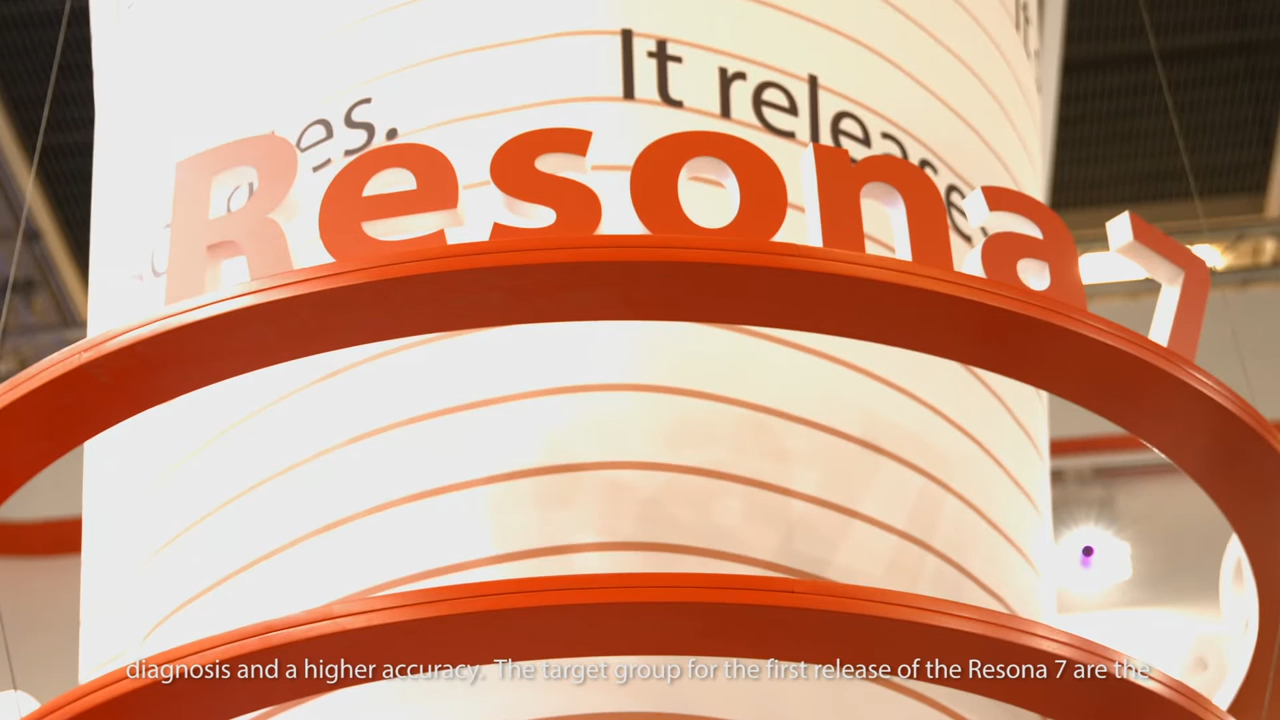 It release
es.
Resona 7
diagnosis and a higher accuracy. The target group for the first release of the Resona 7 are the